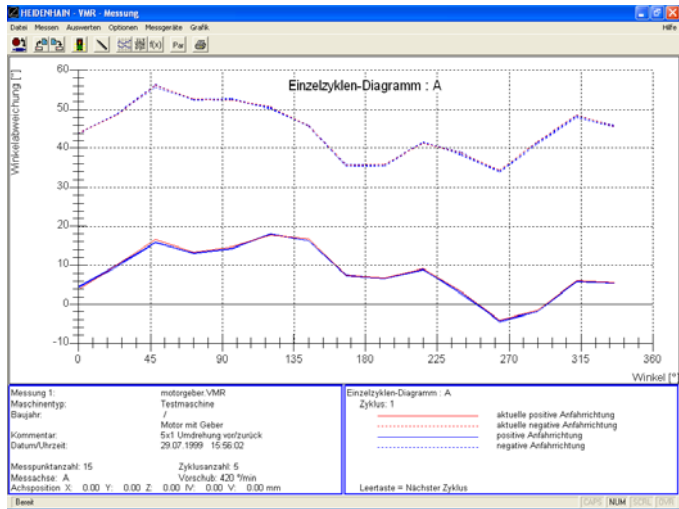 HEIDENHAIN - VMR - Messung
Datei Messen Auswerten Optionen Messgeräte Grafik Hilfe
f(x) Par
Einzelzyklen-Diagramm : A
Winkelabweichung [°]
60
50
40
30
20
10
0
-10
0 45 90 135 180 225 270 315 360
Winkel [°]
Messung 1: motorgeber.VMR
Maschinentyp: Testmaschine
Baujahr: /
Motor mit Geber
Kommentar: 5x1 Umdrehung vor/zurück
Datum/Uhrzeit: 29.07.1999 15:56:02
Messpunktanzahl: 15 Zyklusanzahl: 5
Messachse: A Vorschub: 420 °/min
Achsposition X: 0.00 Y: 0.00 Z: 0.00 IV: 0.00 V: 0.00 mm
Einzelzyklen-Diagramm : A
Zyklus: 1
aktuelle positive Anfahrrichtung
aktuelle negative Anfahrrichtung
positive Anfahrrichtung
negative Anfahrrichtung
Leertaste = Nächster Zyklus
Bereit CAPS NUM SCRL OVR